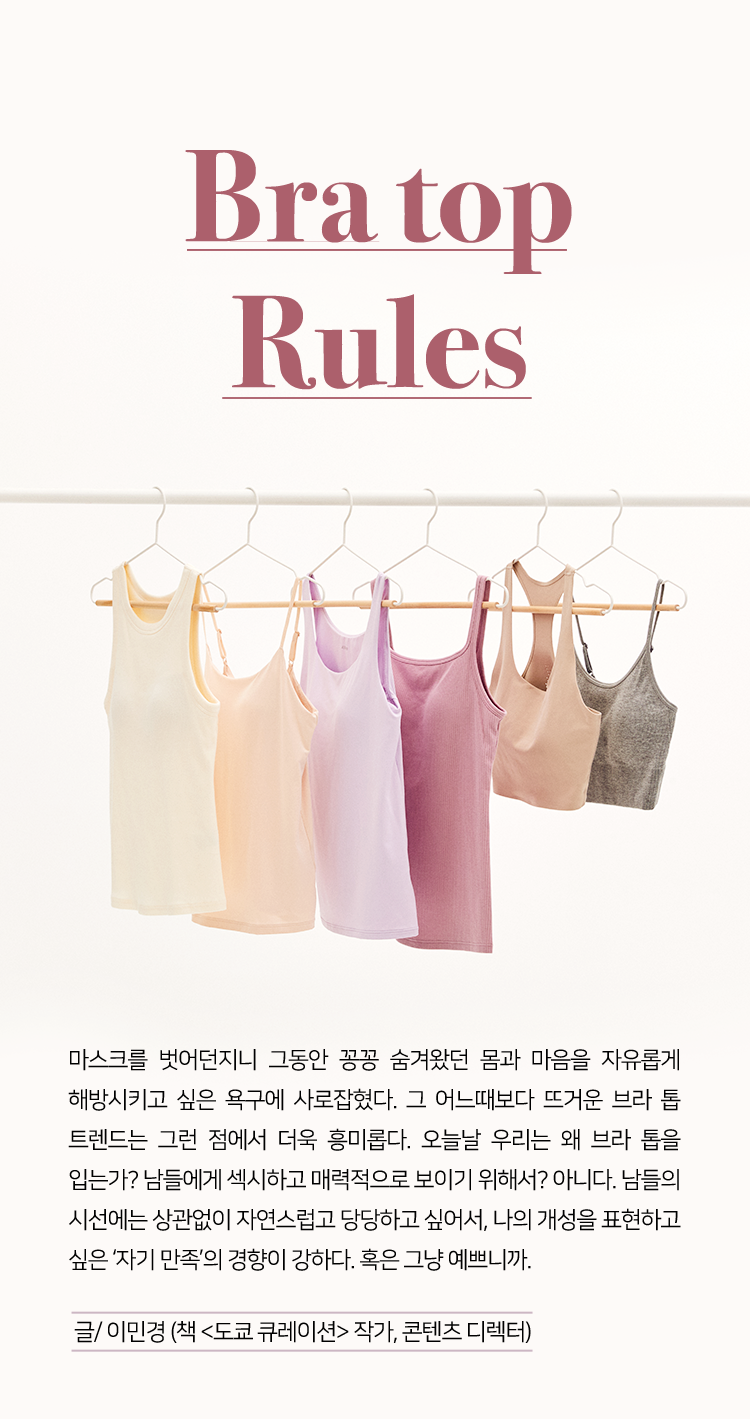 Bra top
Rules
마스크를 벗어던지니 그동안 꽁꽁 숨겨왔던 몸과 마음을 자유롭게
해방시키고 싶은 욕구에 사로잡혔다. 그 어느때보다 뜨거운 브라 톱
트렌드는 그런 점에서 더욱 흥미롭다. 오늘날 우리는 왜 브라 톱을
입는가? 남들에게 섹시하고 매력적으로 보이기 위해서? 아니다. 남들의
시선에는 상관없이 자연스럽고 당당하고 싶어서, 나의 개성을 표현하고
싶은 ‘자기 만족’의 경향이 강하다. 혹은 그냥 예쁘니까.
글/ 이민경 (책 <도쿄 큐레이션> 작가, 콘텐츠 디렉터)